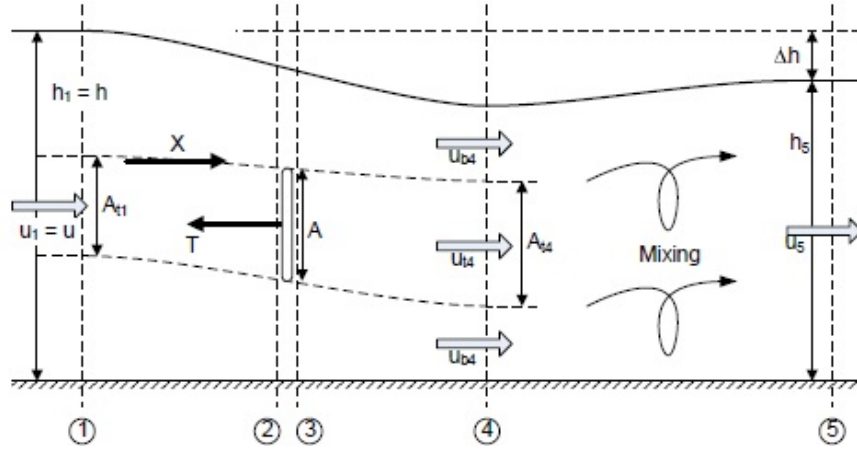 Δh
h₁ = h
h₅
X
u_b4
A_t1
A
u₁ = u
T
u_t4
A_t4
Mixing
u₅
u_b4
① ② ③ ④ ⑤